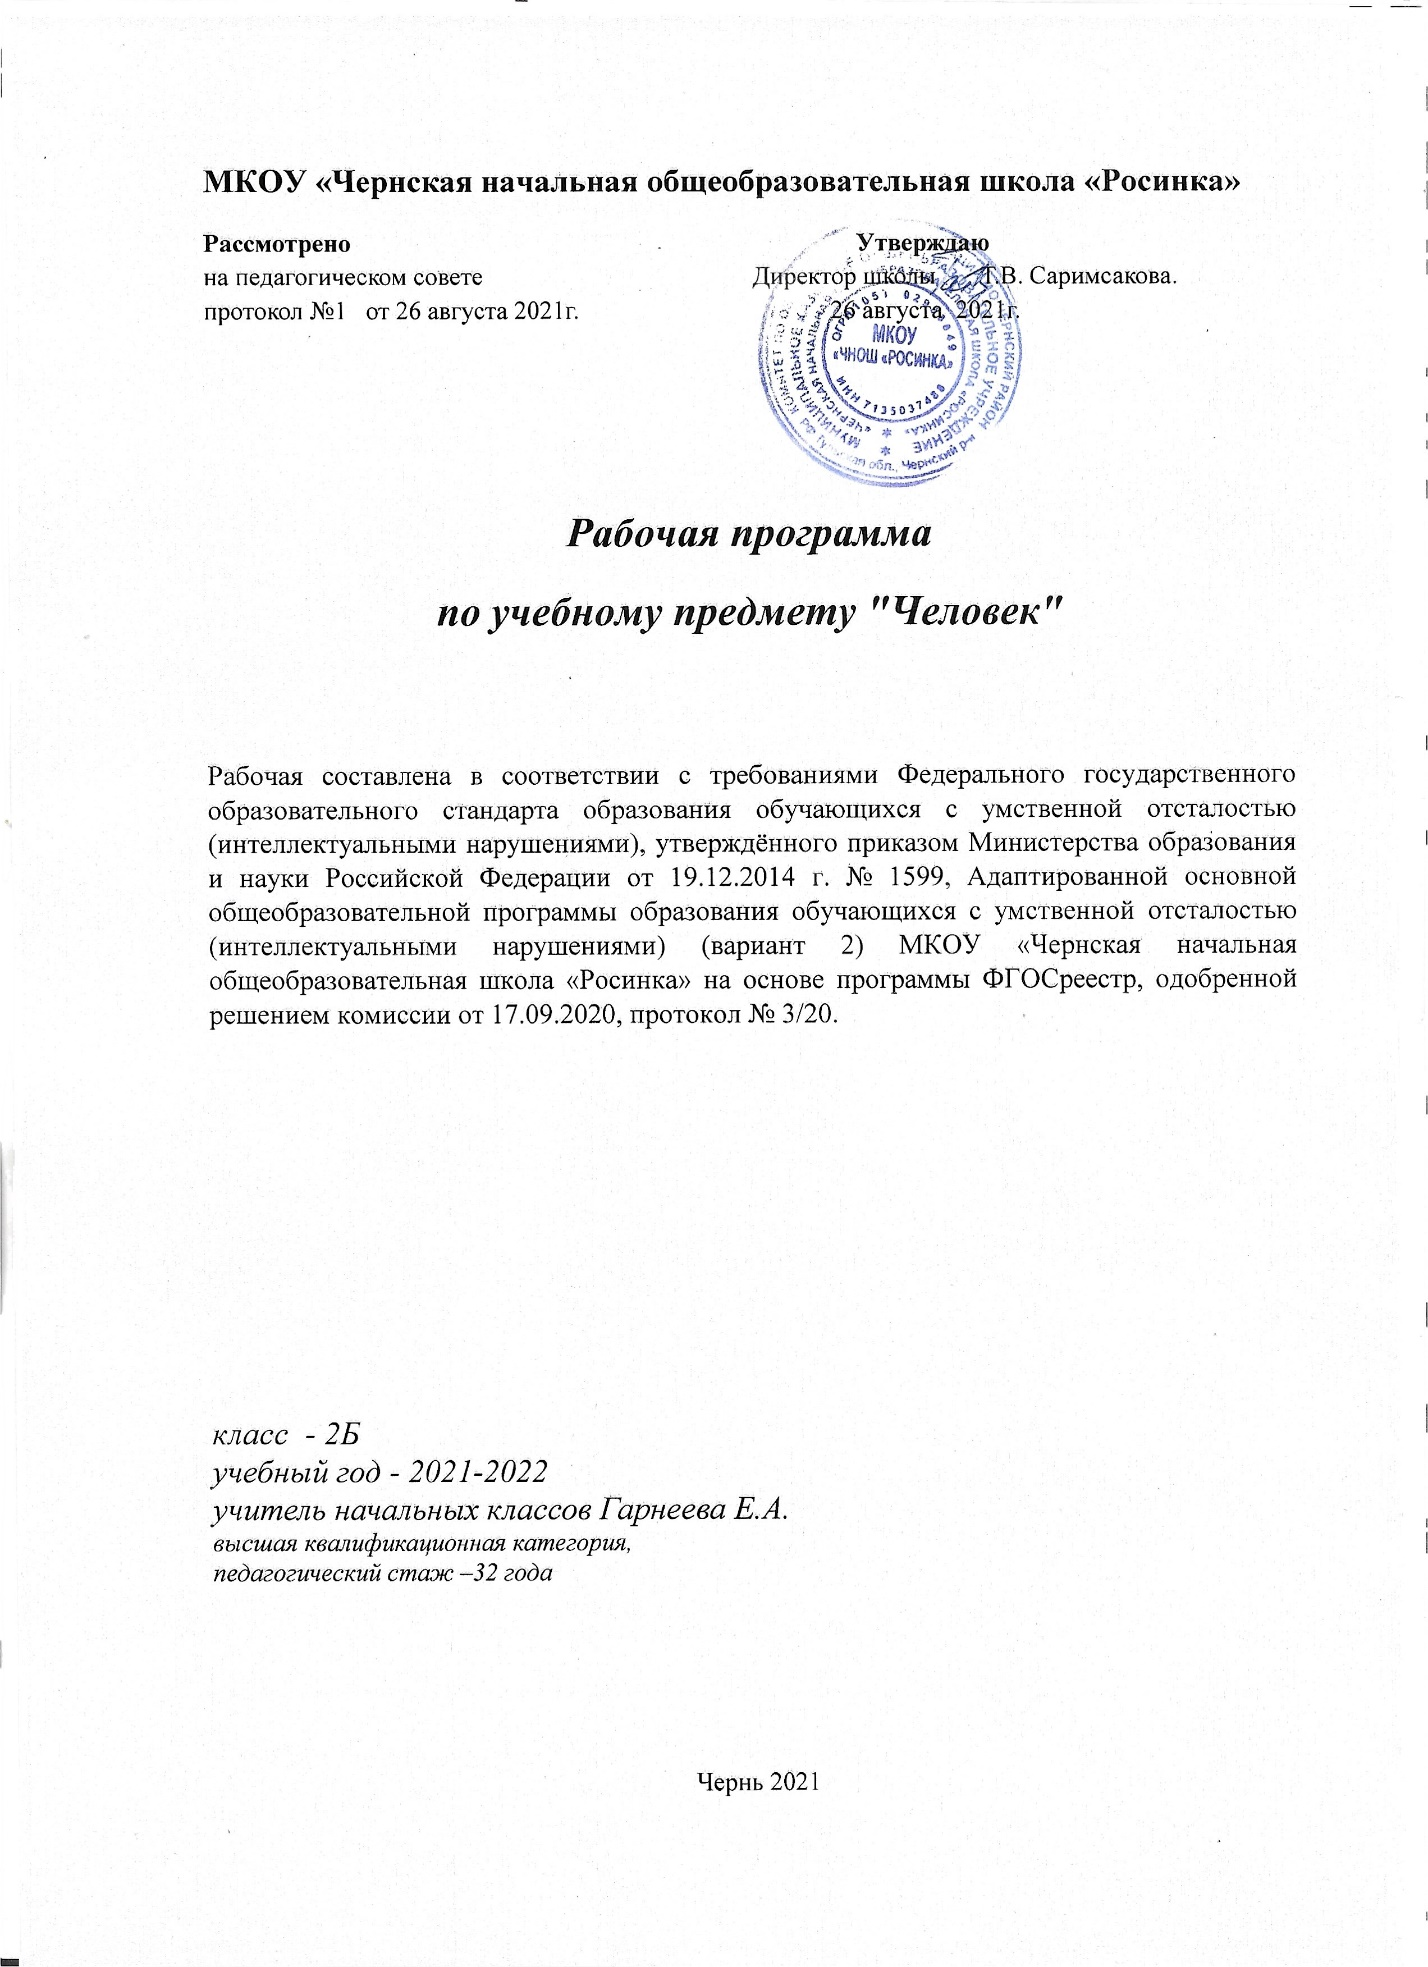 МКОУ «Чернская начальная общеобразовательная школа «Росинка»
Рассмотрено Утверждаю
на педагогическом совете Директор школы Т.В. Саримсакова.
протокол №1 от 26 августа 2021г. 26 августа 2021г.
МКОУ
«ЧНОШ «РОСИНКА»
ИНН 7135037488
Рабочая программа
по учебному предмету "Человек"
Рабочая составлена в соответствии с требованиями Федерального государственного
образовательного стандарта образования обучающихся с умственной отсталостью
(интеллектуальными нарушениями), утверждённого приказом Министерства образования
и науки Российской Федерации от 19.12.2014 г. № 1599, Адаптированной основной
общеобразовательной программы образования обучающихся с умственной отсталостью
(интеллектуальными нарушениями) (вариант 2) МКОУ «Чернская начальная
общеобразовательная школа «Росинка» на основе программы ФГОСреестр, одобренной
решением комиссии от 17.09.2020, протокол № 3/20.
класс - 2Б
учебный год - 2021-2022
учитель начальных классов Гарнеева Е.А.
высшая квалификационная категория,
педагогический стаж –32 года
Чернь 2021